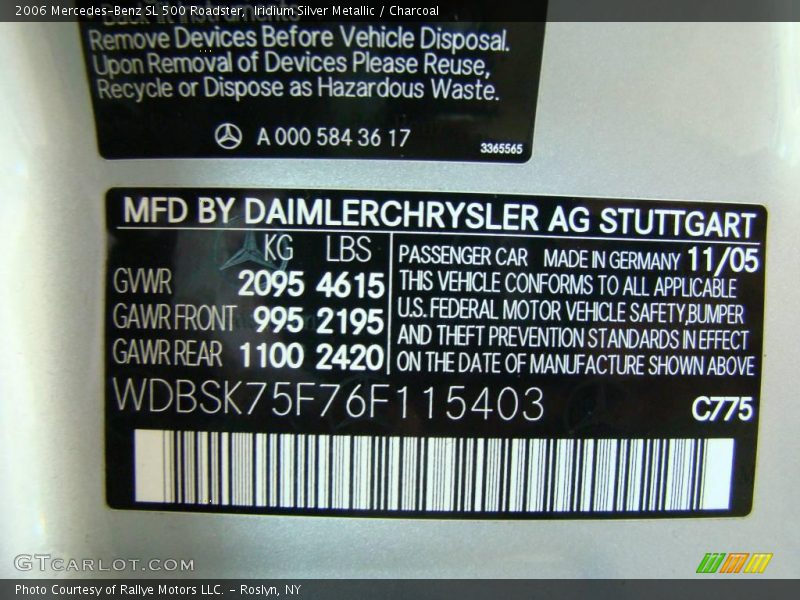 2006 Mercedes-Benz SL 500 Roadster, Iridium Silver Metallic / Charcoal
- Back-lit Instruments
Remove Devices Before Vehicle Disposal.
Upon Removal of Devices Please Reuse,
Recycle or Dispose as Hazardous Waste.
A 000 584 36 17
3365565
MFD BY DAIMLERCHRYSLER AG STUTTGART
KG LBS
GVWR 2095 4615
GAWR FRONT 995 2195
GAWR REAR 1100 2420
PASSENGER CAR MADE IN GERMANY 11/05
THIS VEHICLE CONFORMS TO ALL APPLICABLE
U.S. FEDERAL MOTOR VEHICLE SAFETY,BUMPER
AND THEFT PREVENTION STANDARDS IN EFFECT
ON THE DATE OF MANUFACTURE SHOWN ABOVE
WDBSK75F76F115403
C775
GTCARLOT.COM
Photo Courtesy of Rallye Motors LLC. - Roslyn, NY